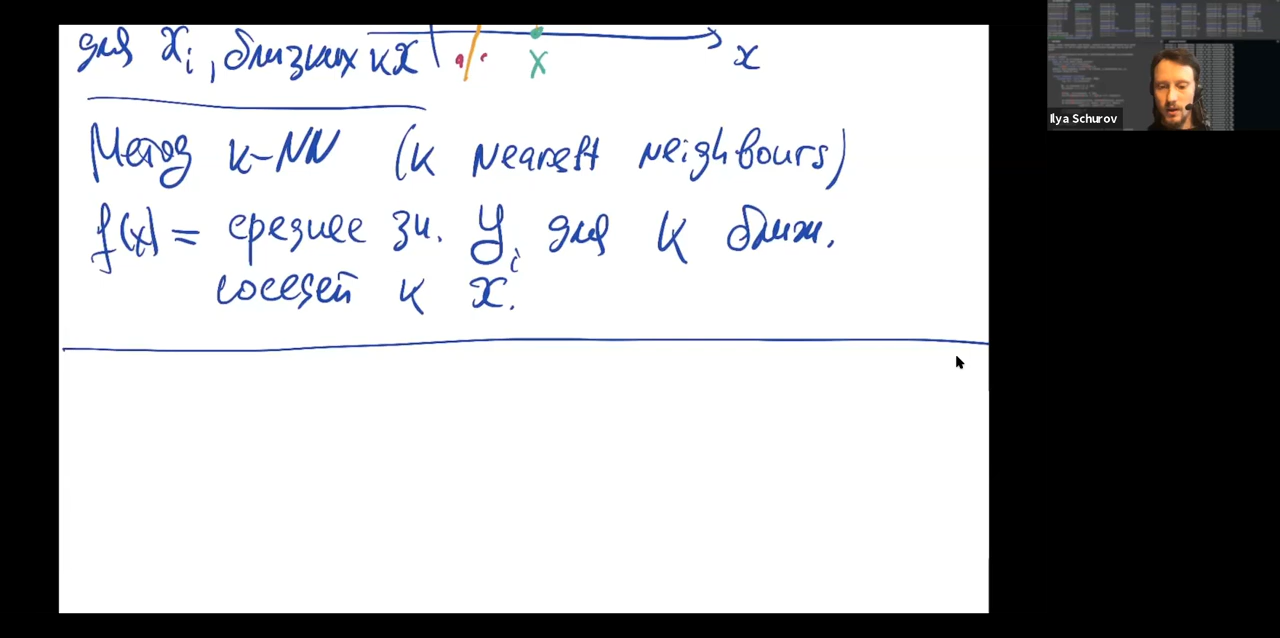 для xᵢ, близких к x
x
x
Ilya Schurov
Метод k-NN (k nearest neighbours)
f(x) = среднее зн. yᵢ для k ближ.
соседей к x.